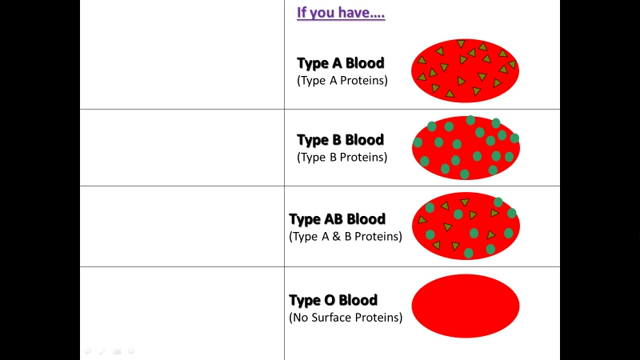 If you have....
Type A Blood
(Type A Proteins)
Type B Blood
(Type B Proteins)
Type AB Blood
(Type A & B Proteins)
Type O Blood
(No Surface Proteins)